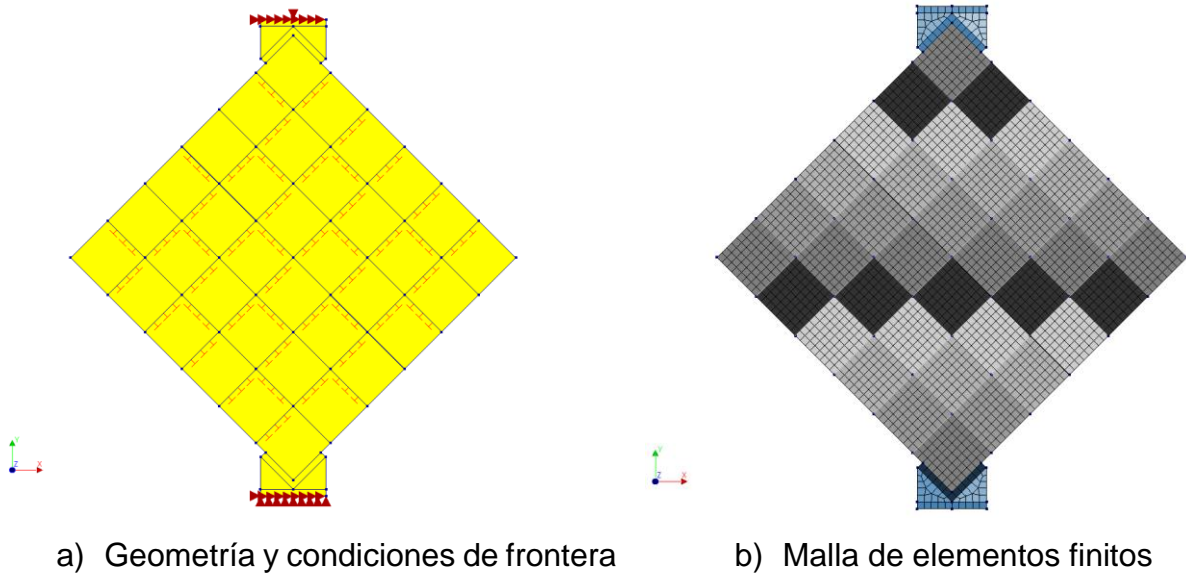 Y
Z
X
Y
Z
X
a) Geometría y condiciones de frontera
b) Malla de elementos finitos